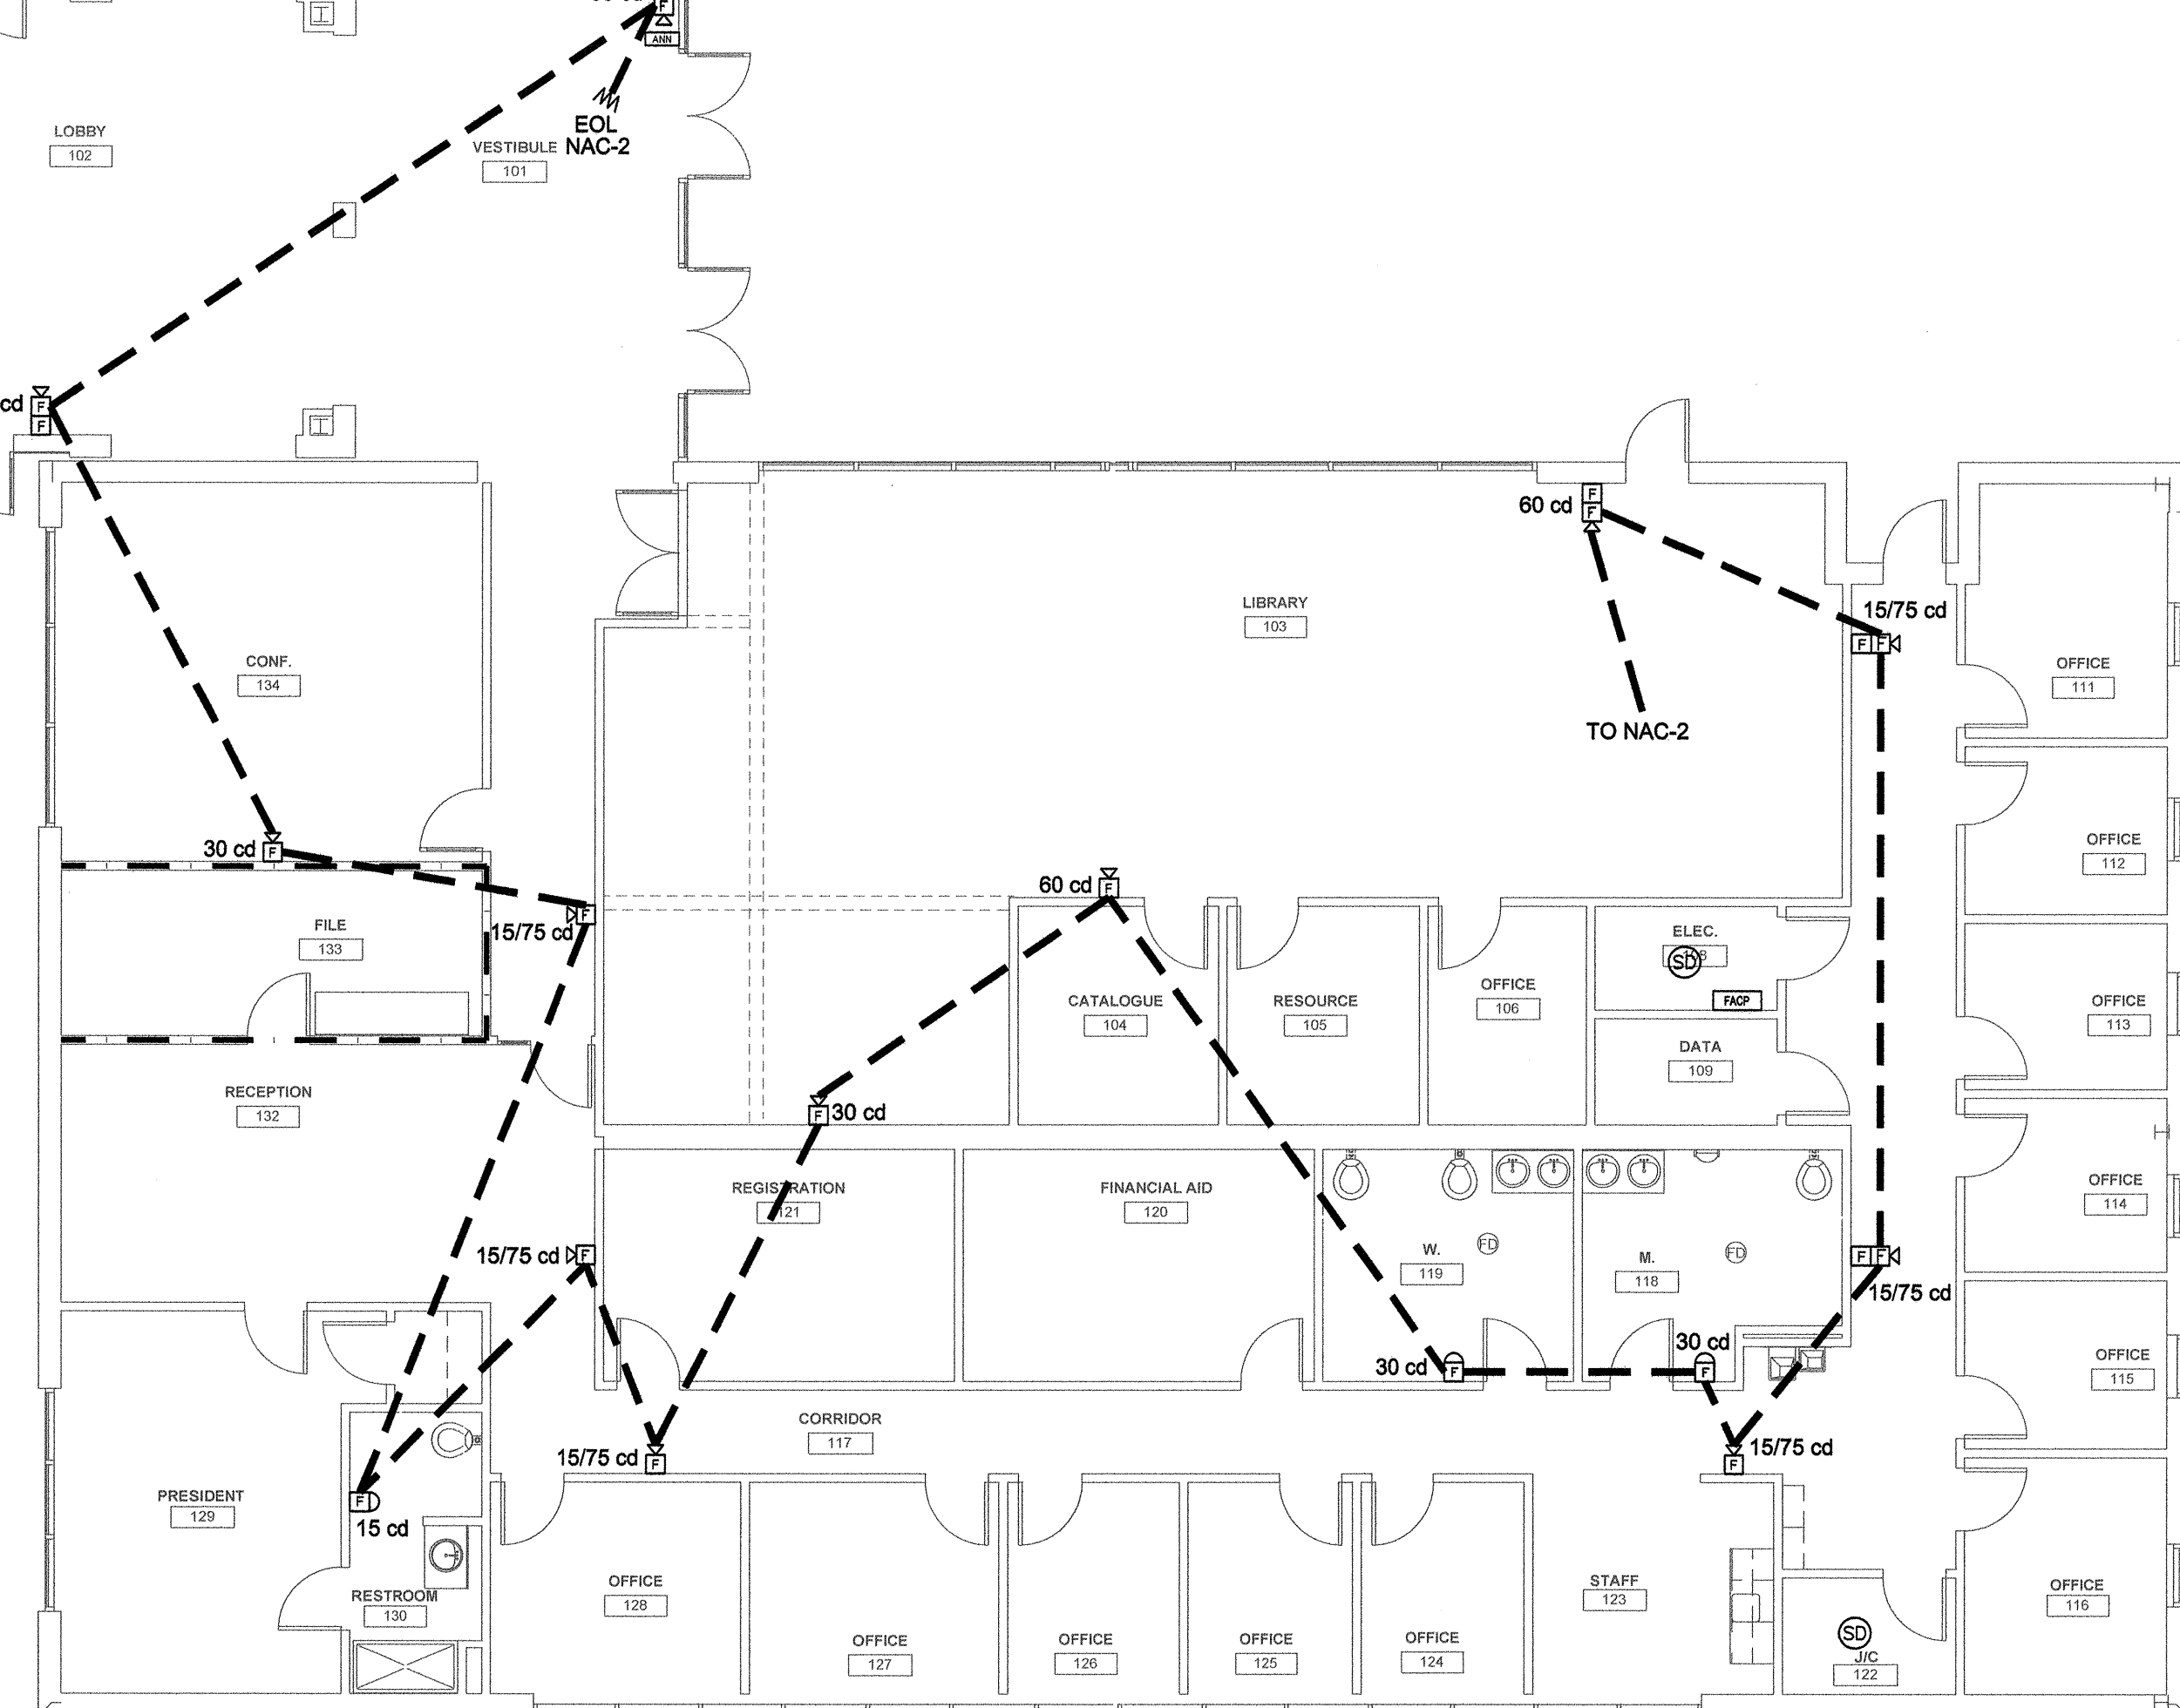 F
ANN
EOL
NAC-2
LOBBY
102
VESTIBULE
101
cd
F
F
60 cd
F
F
LIBRARY
103
15/75 cd
F F
OFFICE
111
CONF.
134
TO NAC-2
30 cd
F
OFFICE
112
60 cd
F
F
15/75 cd
FILE
133
ELEC.
SD
FACP
CATALOGUE
104
RESOURCE
105
OFFICE
106
OFFICE
113
DATA
109
RECEPTION
132
F
30 cd
REGISTRATION
121
FINANCIAL AID
120
OFFICE
114
15/75 cd
F
W.
119
FD
M.
118
FD
F F
15/75 cd
30 cd
F
30 cd
F
OFFICE
115
CORRIDOR
117
15/75 cd
F
15/75 cd
F
PRESIDENT
129
F
15 cd
RESTROOM
130
OFFICE
128
OFFICE
127
OFFICE
126
OFFICE
125
OFFICE
124
STAFF
123
SD
J/C
122
OFFICE
116